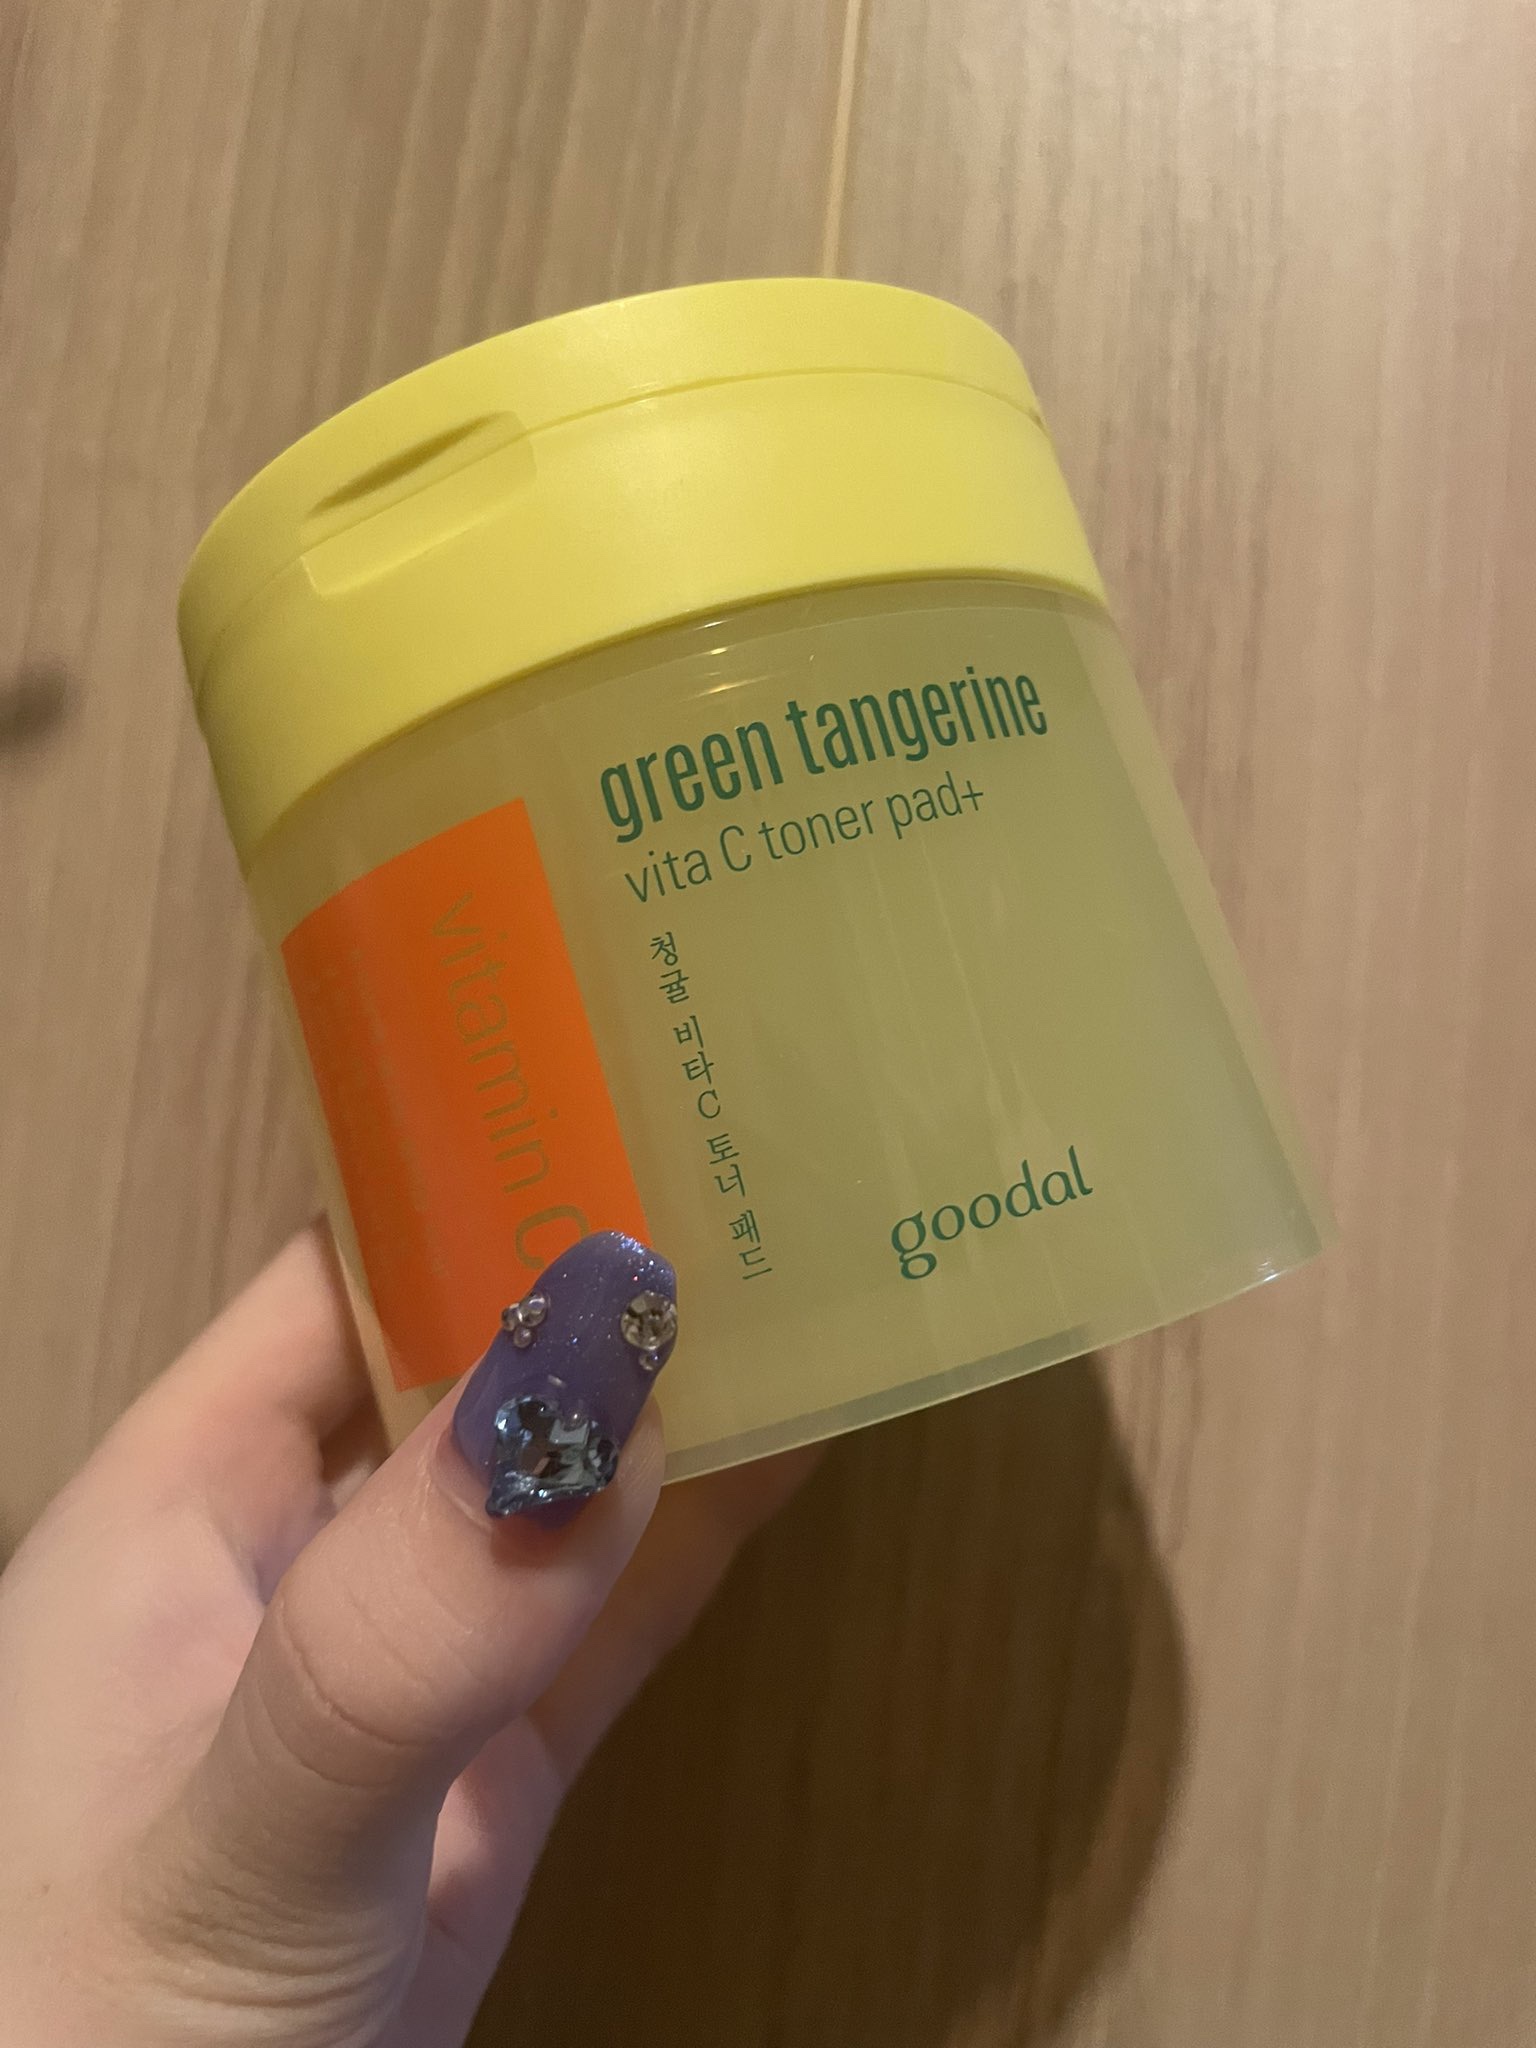 green tangerine
vita C toner pad+
청귤 비타C 토너 패드
goodal
vitamin C